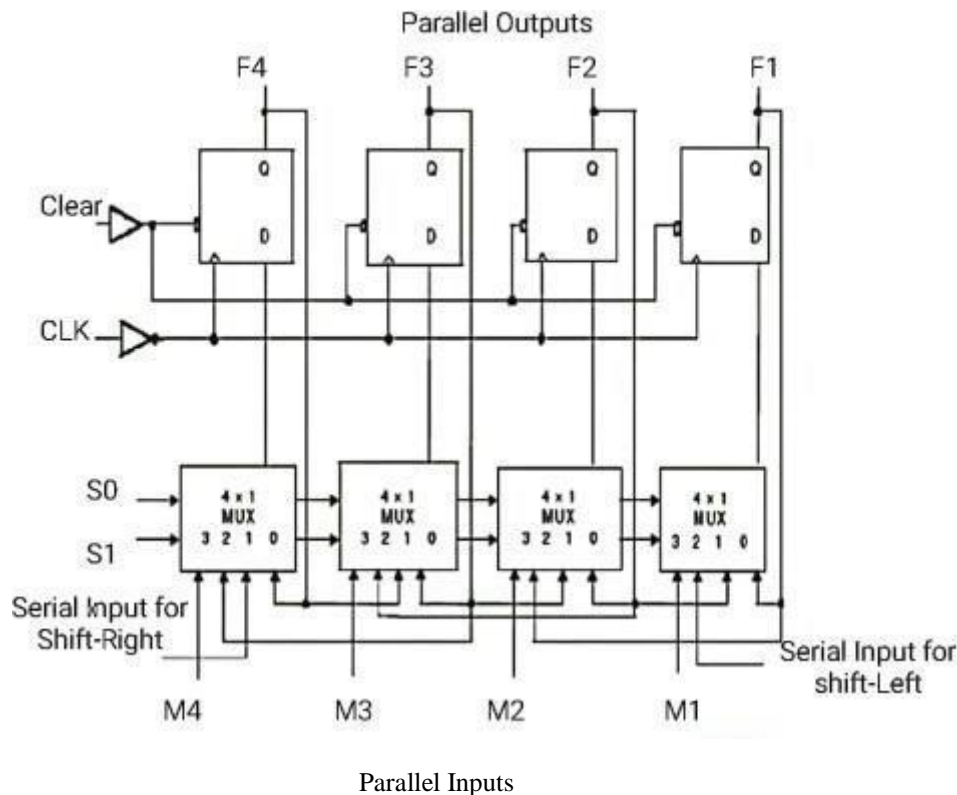 Parallel Outputs
F4 F3 F2 F1
Q Q Q Q
Clear
D D D D
CLK
S0
4 x 1 4 x 1 4 x 1 4 x 1
MUX MUX MUX MUX
3 2 1 0 3 2 1 0 3 2 1 0 3 2 1 0
S1
Serial Input for
Shift-Right
Serial Input for
shift-Left
M4 M3 M2 M1
Parallel Inputs